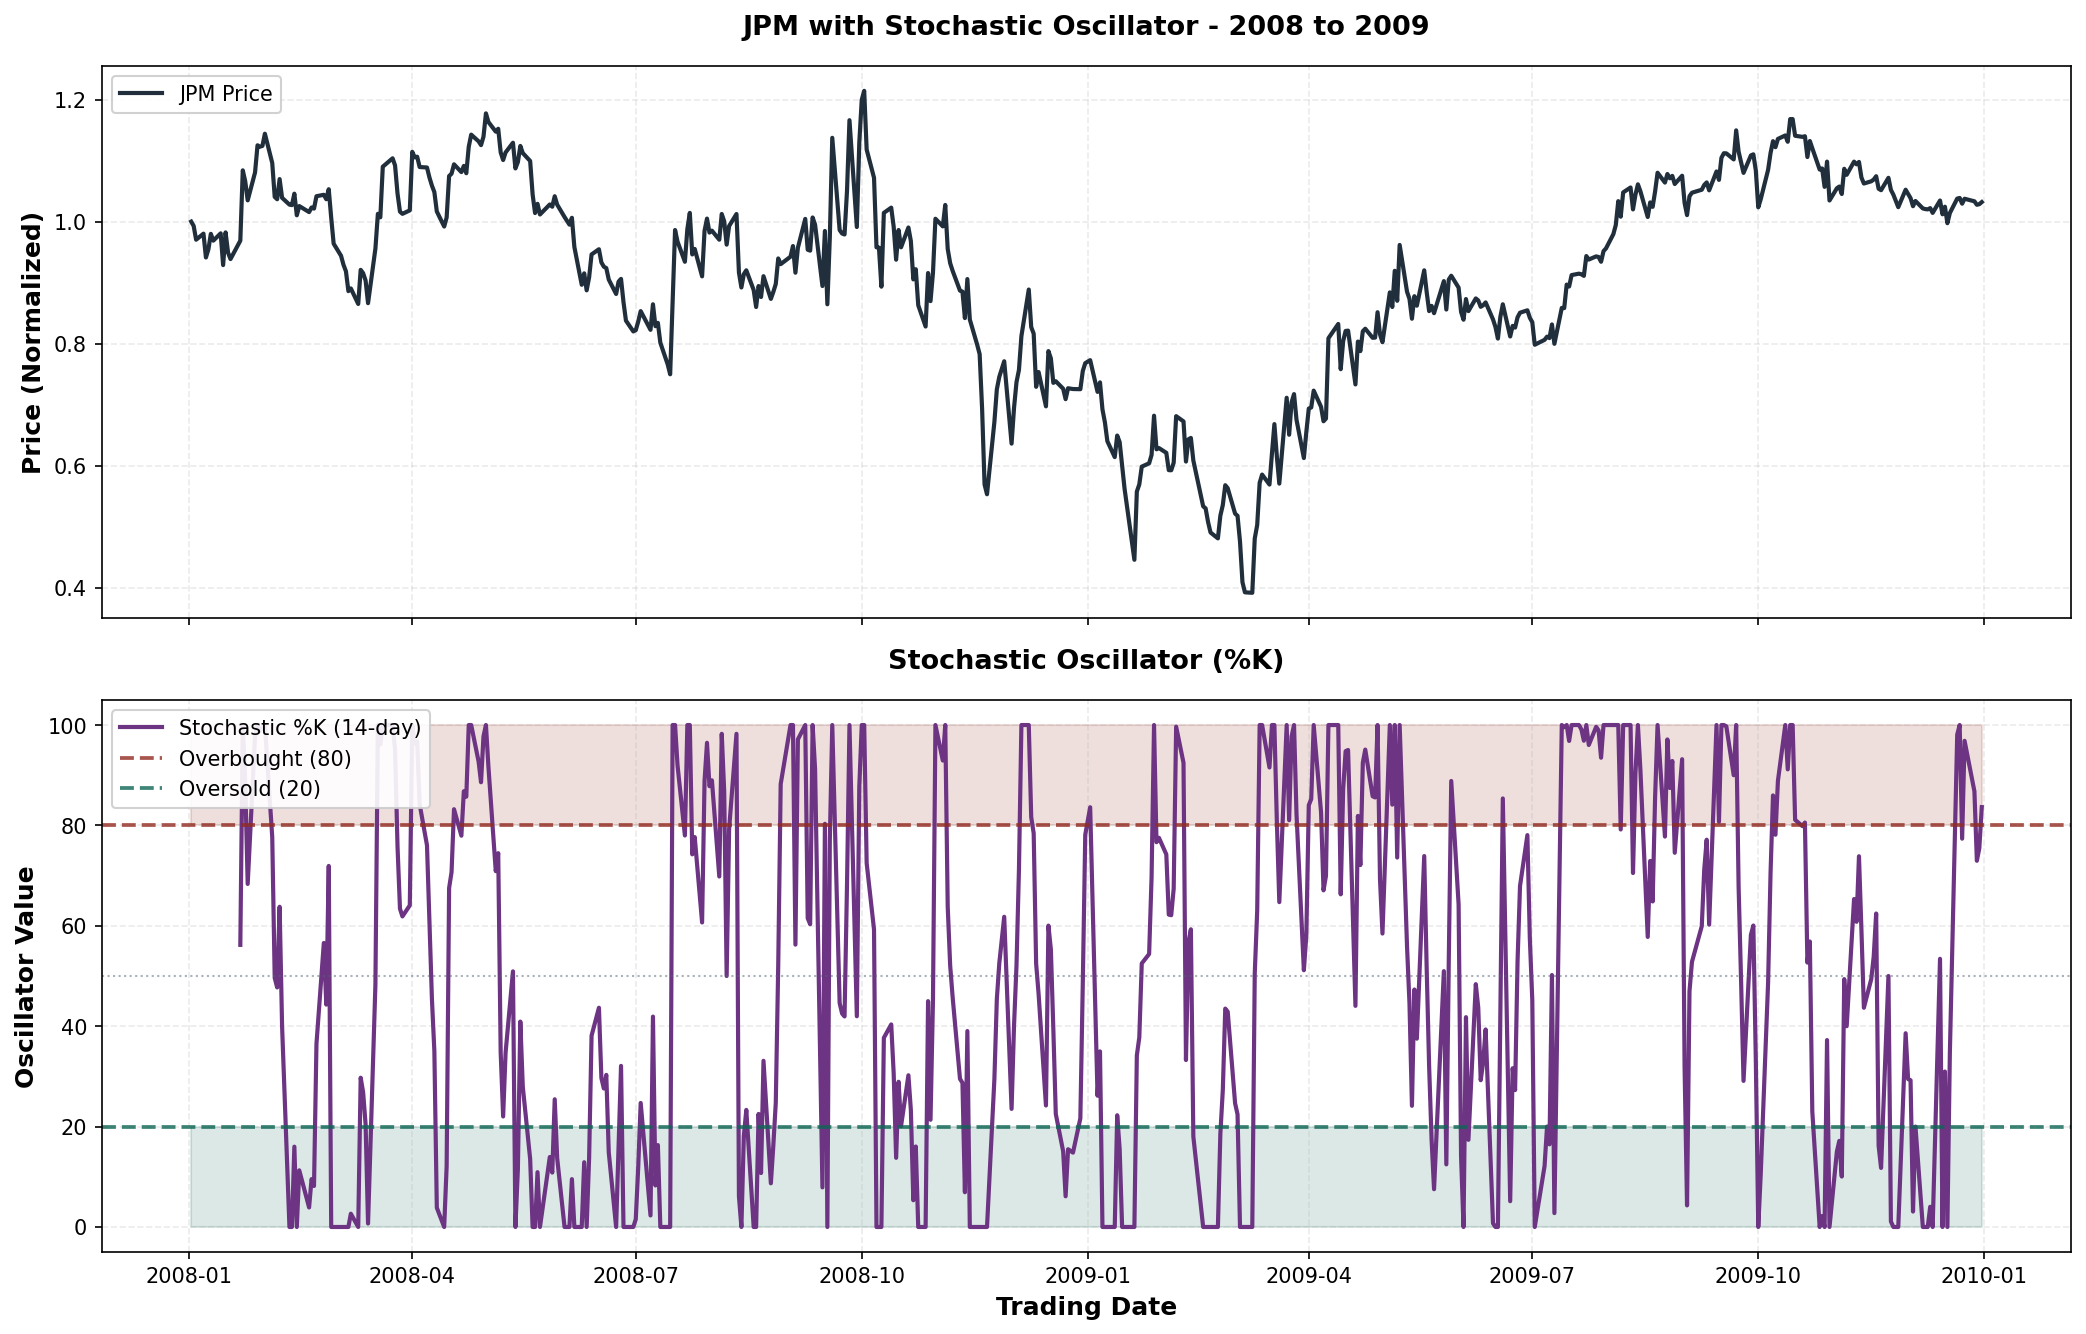 JPM with Stochastic Oscillator - 2008 to 2009
JPM Price
Price (Normalized)
1.2
1.0
0.8
0.6
0.4
Stochastic Oscillator (%K)
Stochastic %K (14-day)
Overbought (80)
Oversold (20)
Oscillator Value
100
80
60
40
20
0
2008-01 2008-04 2008-07 2008-10 2009-01 2009-04 2009-07 2009-10 2010-01
Trading Date